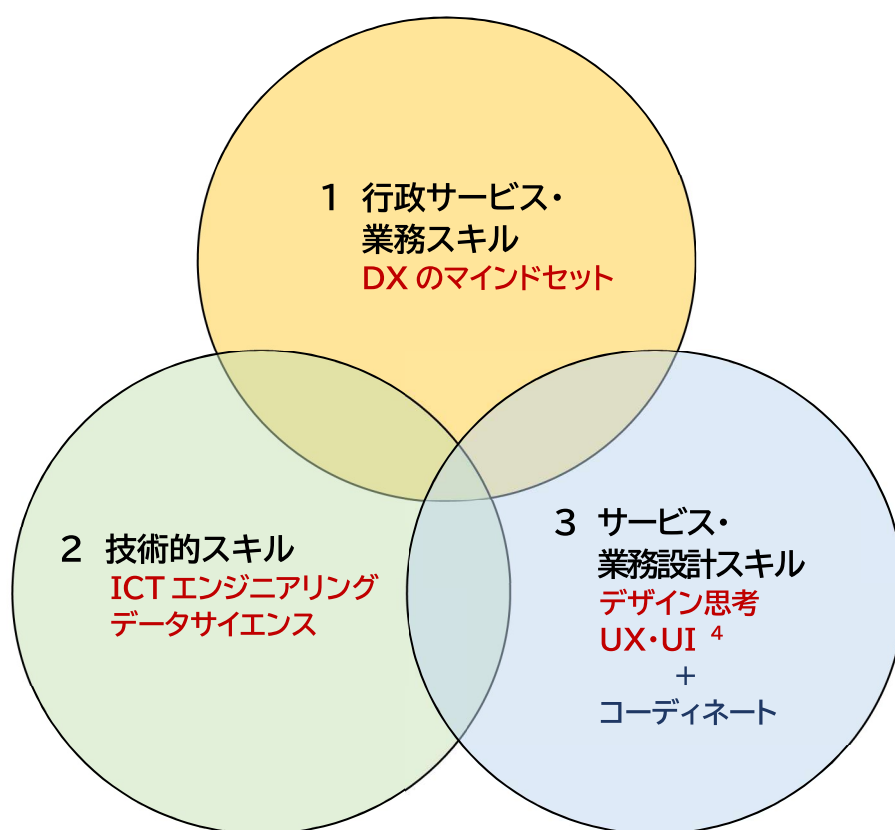 1 行政サービス・
業務スキル
DX のマインドセット
2 技術的スキル
ICT エンジニアリング
データサイエンス
3 サービス・
業務設計スキル
デザイン思考
UX・UI 4
+
コーディネート